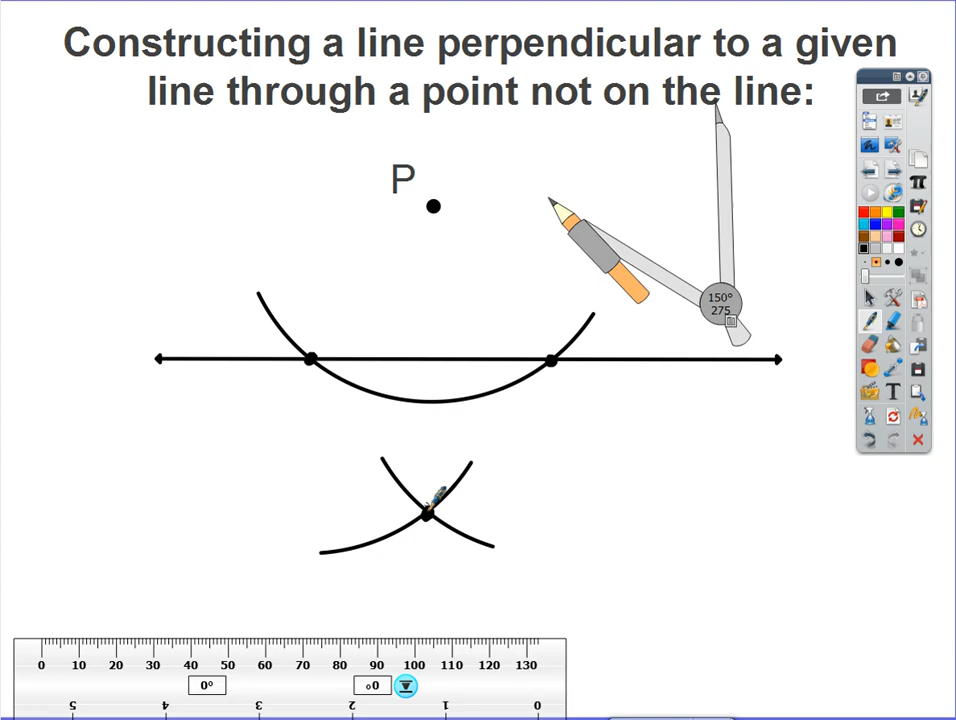 Constructing a line perpendicular to a given
line through a point not on the line:
P
150°
275
T
0 10 20 30 40 50 60 70 80 90 100 110 120 130
0° 0°
5 4 3 2 1 0